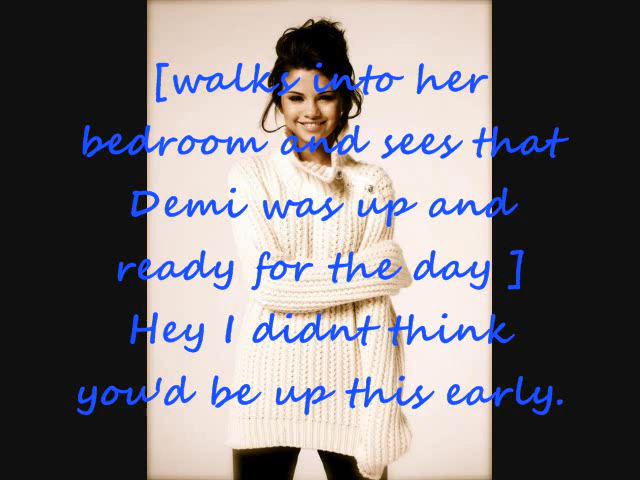 [walks into her
bedroom and sees that
Demi was up and
ready for the day ]
Hey I didnt think
you'd be up this early.